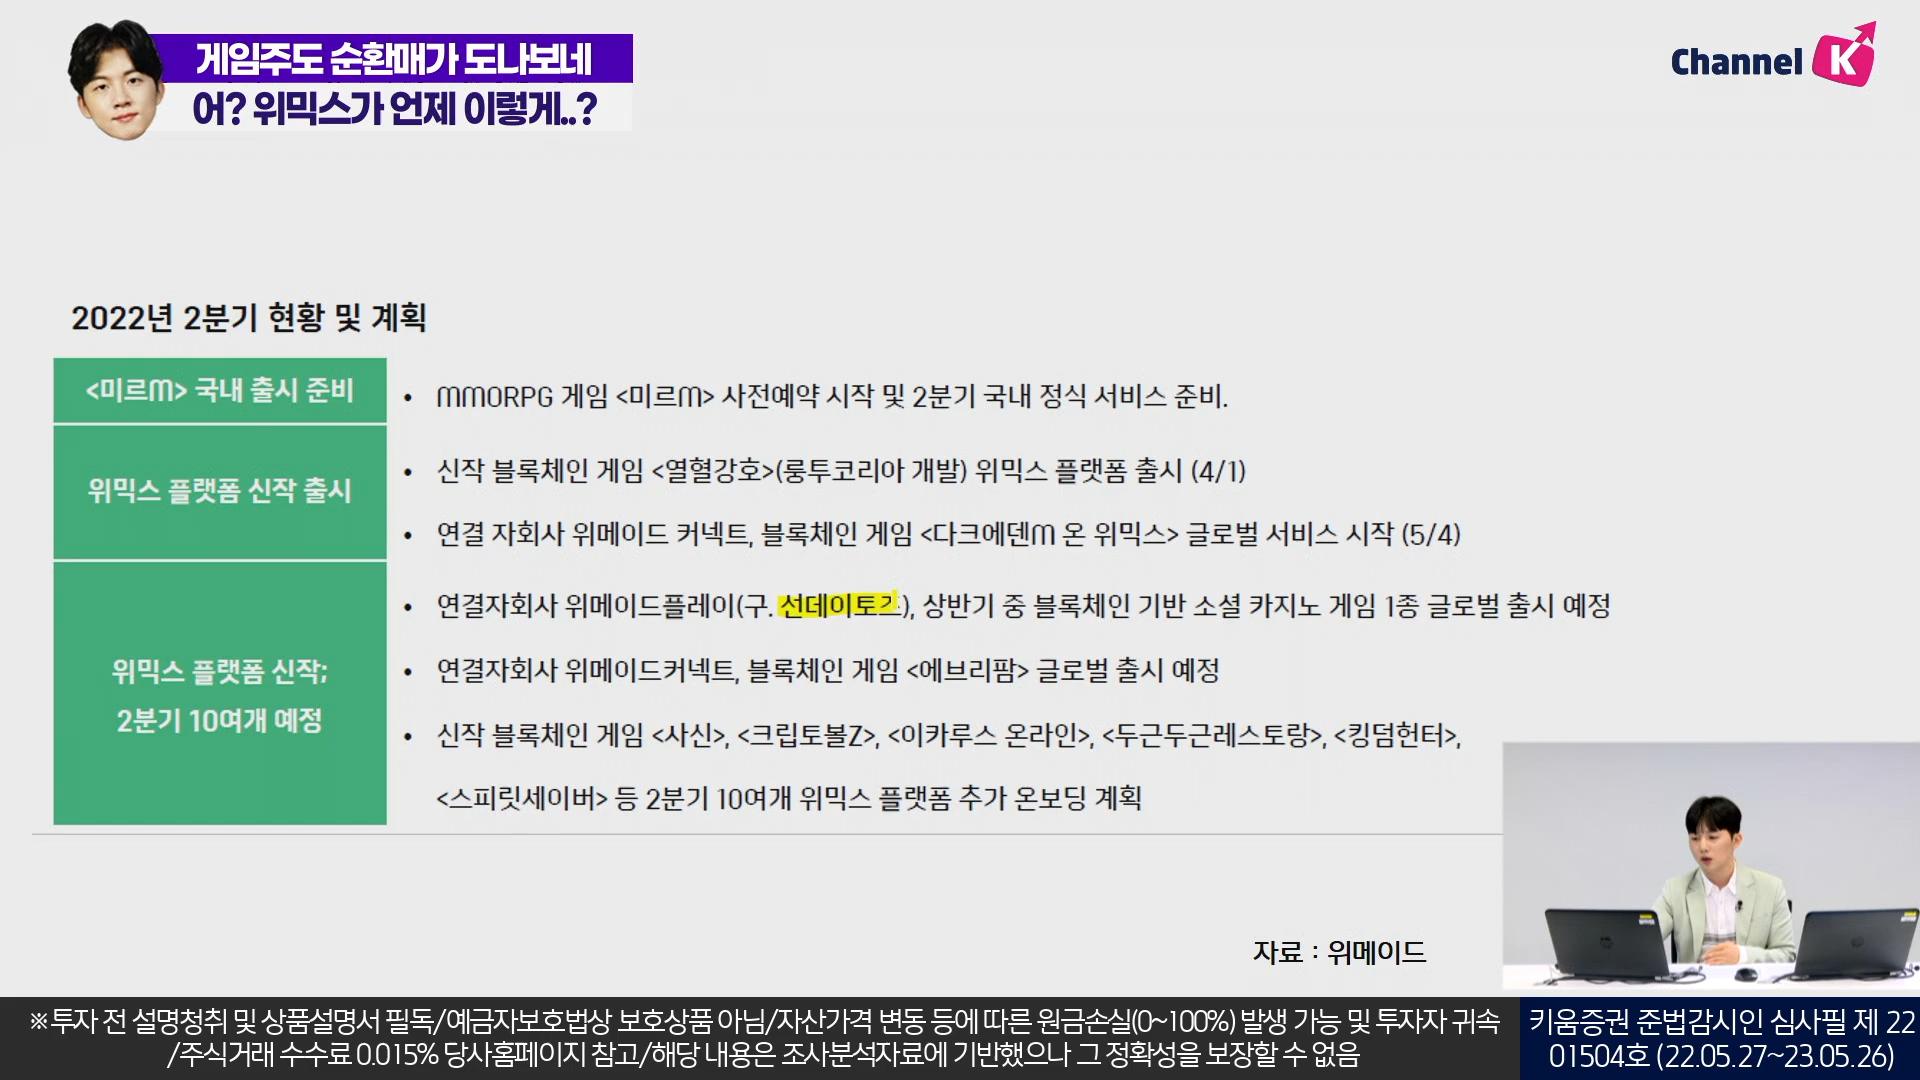 게임주도 순환매가 도나보네
어? 위믹스가 언제 이렇게..?
Channel K
2022년 2분기 현황 및 계획
<미르M> 국내 출시 준비
• MMORPG 게임 <미르M> 사전예약 시작 및 2분기 국내 정식 서비스 준비.
위믹스 플랫폼 신작 출시
• 신작 블록체인 게임 <열혈강호>(룽투코리아 개발) 위믹스 플랫폼 출시 (4/1)
• 연결 자회사 위메이드 커넥트, 블록체인 게임 <다크에덴M 온 위믹스> 글로벌 서비스 시작 (5/4)
위믹스 플랫폼 신작;
2분기 10여개 예정
• 연결자회사 위메이드플레이(구. 선데이토즈), 상반기 중 블록체인 기반 소셜 카지노 게임 1종 글로벌 출시 예정
• 연결자회사 위메이드커넥트, 블록체인 게임 <에브리팜> 글로벌 출시 예정
• 신작 블록체인 게임 <사신>, <크립토볼Z>, <이카루스 온라인>, <두근두근레스토랑>, <킹덤헌터>,
<스피릿세이버> 등 2분기 10여개 위믹스 플랫폼 추가 온보딩 계획
자료 : 위메이드
※투자 전 설명청취 및 상품설명서 필독/예금자보호법상 보호상품 아님/자산가격 변동 등에 따른 원금손실(0~100%) 발생 가능 및 투자자 귀속
/주식거래 수수료 0.015% 당사홈페이지 참고/해당 내용은 조사분석자료에 기반했으나 그 정확성을 보장할 수 없음
키움증권 준법감시인 심사필 제 22
01504호 (22.05.27~23.05.26)